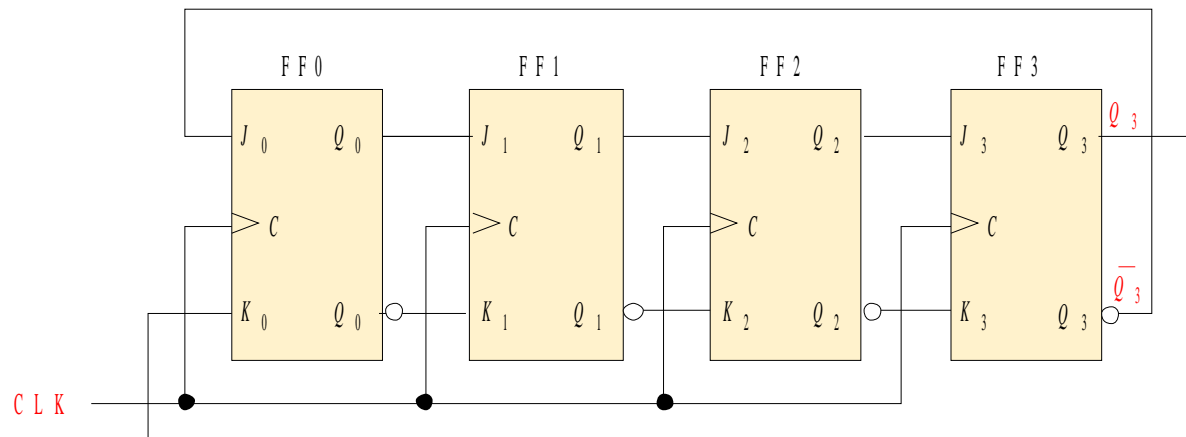 FF0 FF1 FF2 FF3
Q3
J0 Q0 J1 Q1 J2 Q2 J3 Q3
C C C C
Q̅3
K0 Q0 K1 Q1 K2 Q2 K3 Q3
CLK